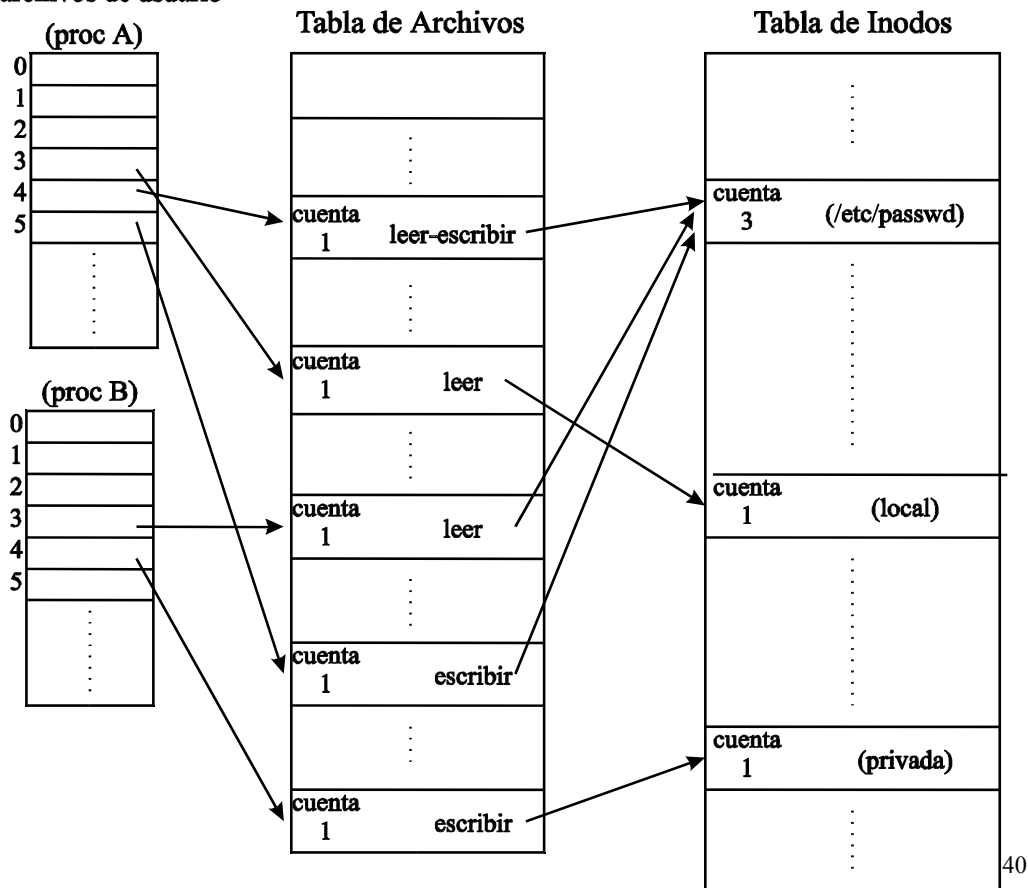 archivos de usuario
(proc A)
0
1
2
3
4
5
(proc B)
0
1
2
3
4
5
Tabla de Archivos
cuenta
1
leer-escribir
cuenta
1
leer
cuenta
1
leer
cuenta
1
escribir
cuenta
1
escribir
Tabla de Inodos
cuenta
3
(/etc/passwd)
cuenta
1
(local)
cuenta
1
(privada)
40